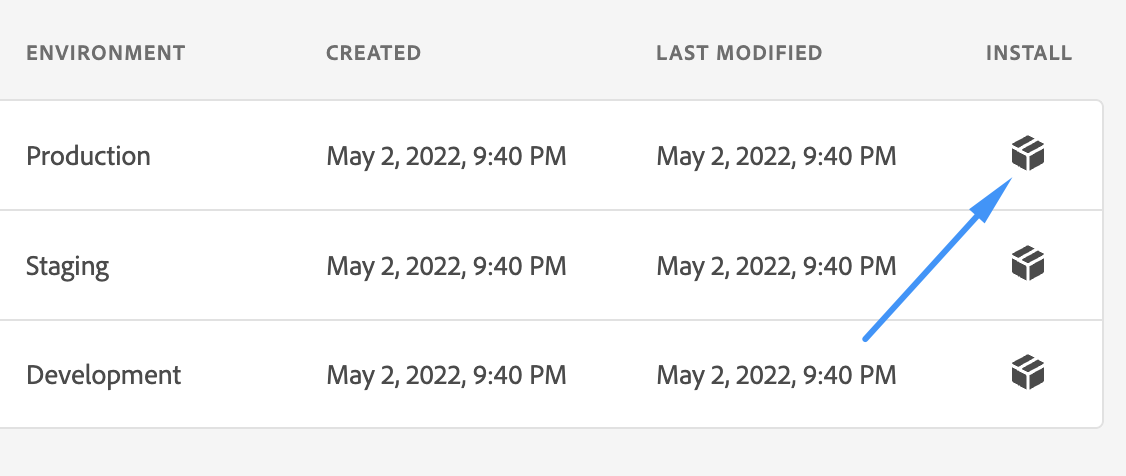 ENVIRONMENT CREATED LAST MODIFIED INSTALL
Production May 2, 2022, 9:40 PM May 2, 2022, 9:40 PM
Staging May 2, 2022, 9:40 PM May 2, 2022, 9:40 PM
Development May 2, 2022, 9:40 PM May 2, 2022, 9:40 PM